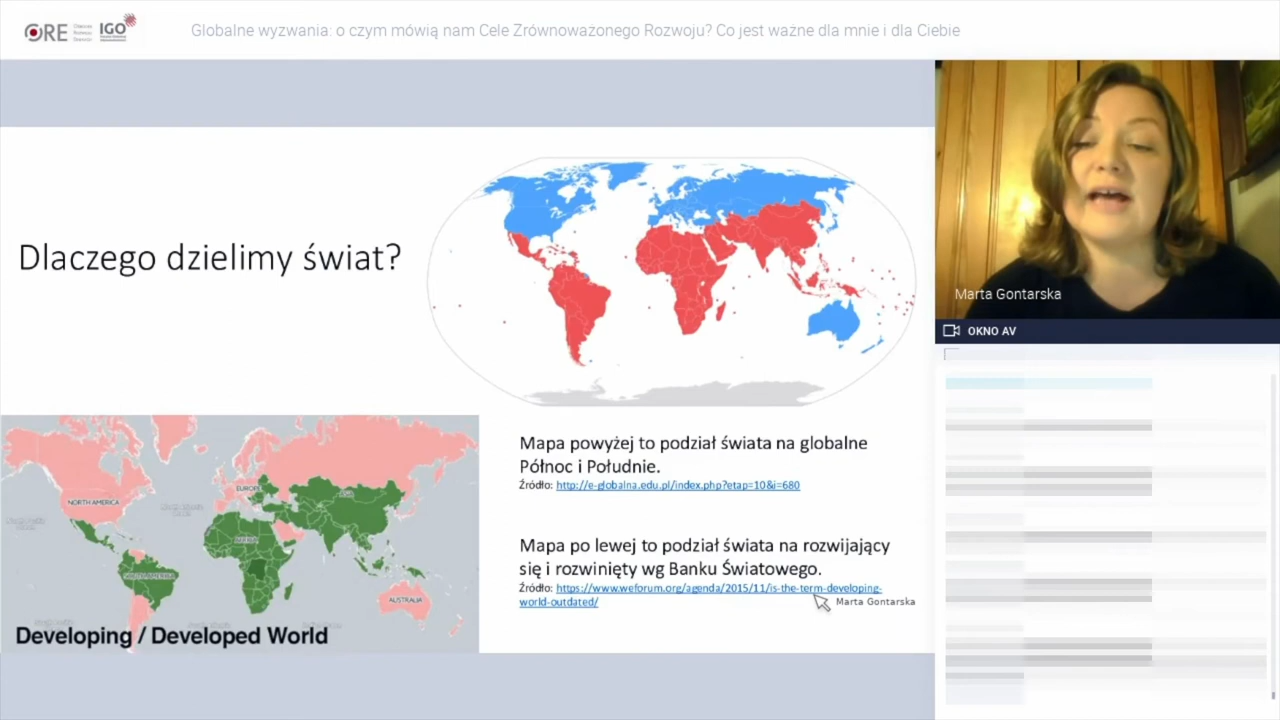 ORE
IGO
Globalne wyzwania: o czym mówią nam Cele Zrównoważonego Rozwoju? Co jest ważne dla mnie i dla Ciebie
Dlaczego dzielimy świat?
Marta Gontarska
OKNO AV
NORTH AMERICA
EUROPE
ASIA
AFRICA
SOUTH AMERICA
AUSTRALIA
Developing / Developed World
Mapa powyżej to podział świata na globalne
Północ i Południe.
Źródło: http://e-globalna.edu.pl/index.php?etap=10&i=680
Mapa po lewej to podział świata na rozwijający
się i rozwinięty wg Banku Światowego.
Źródło: https://www.weforum.org/agenda/2015/11/is-the-term-developing-
world-outdated/
Marta Gontarska